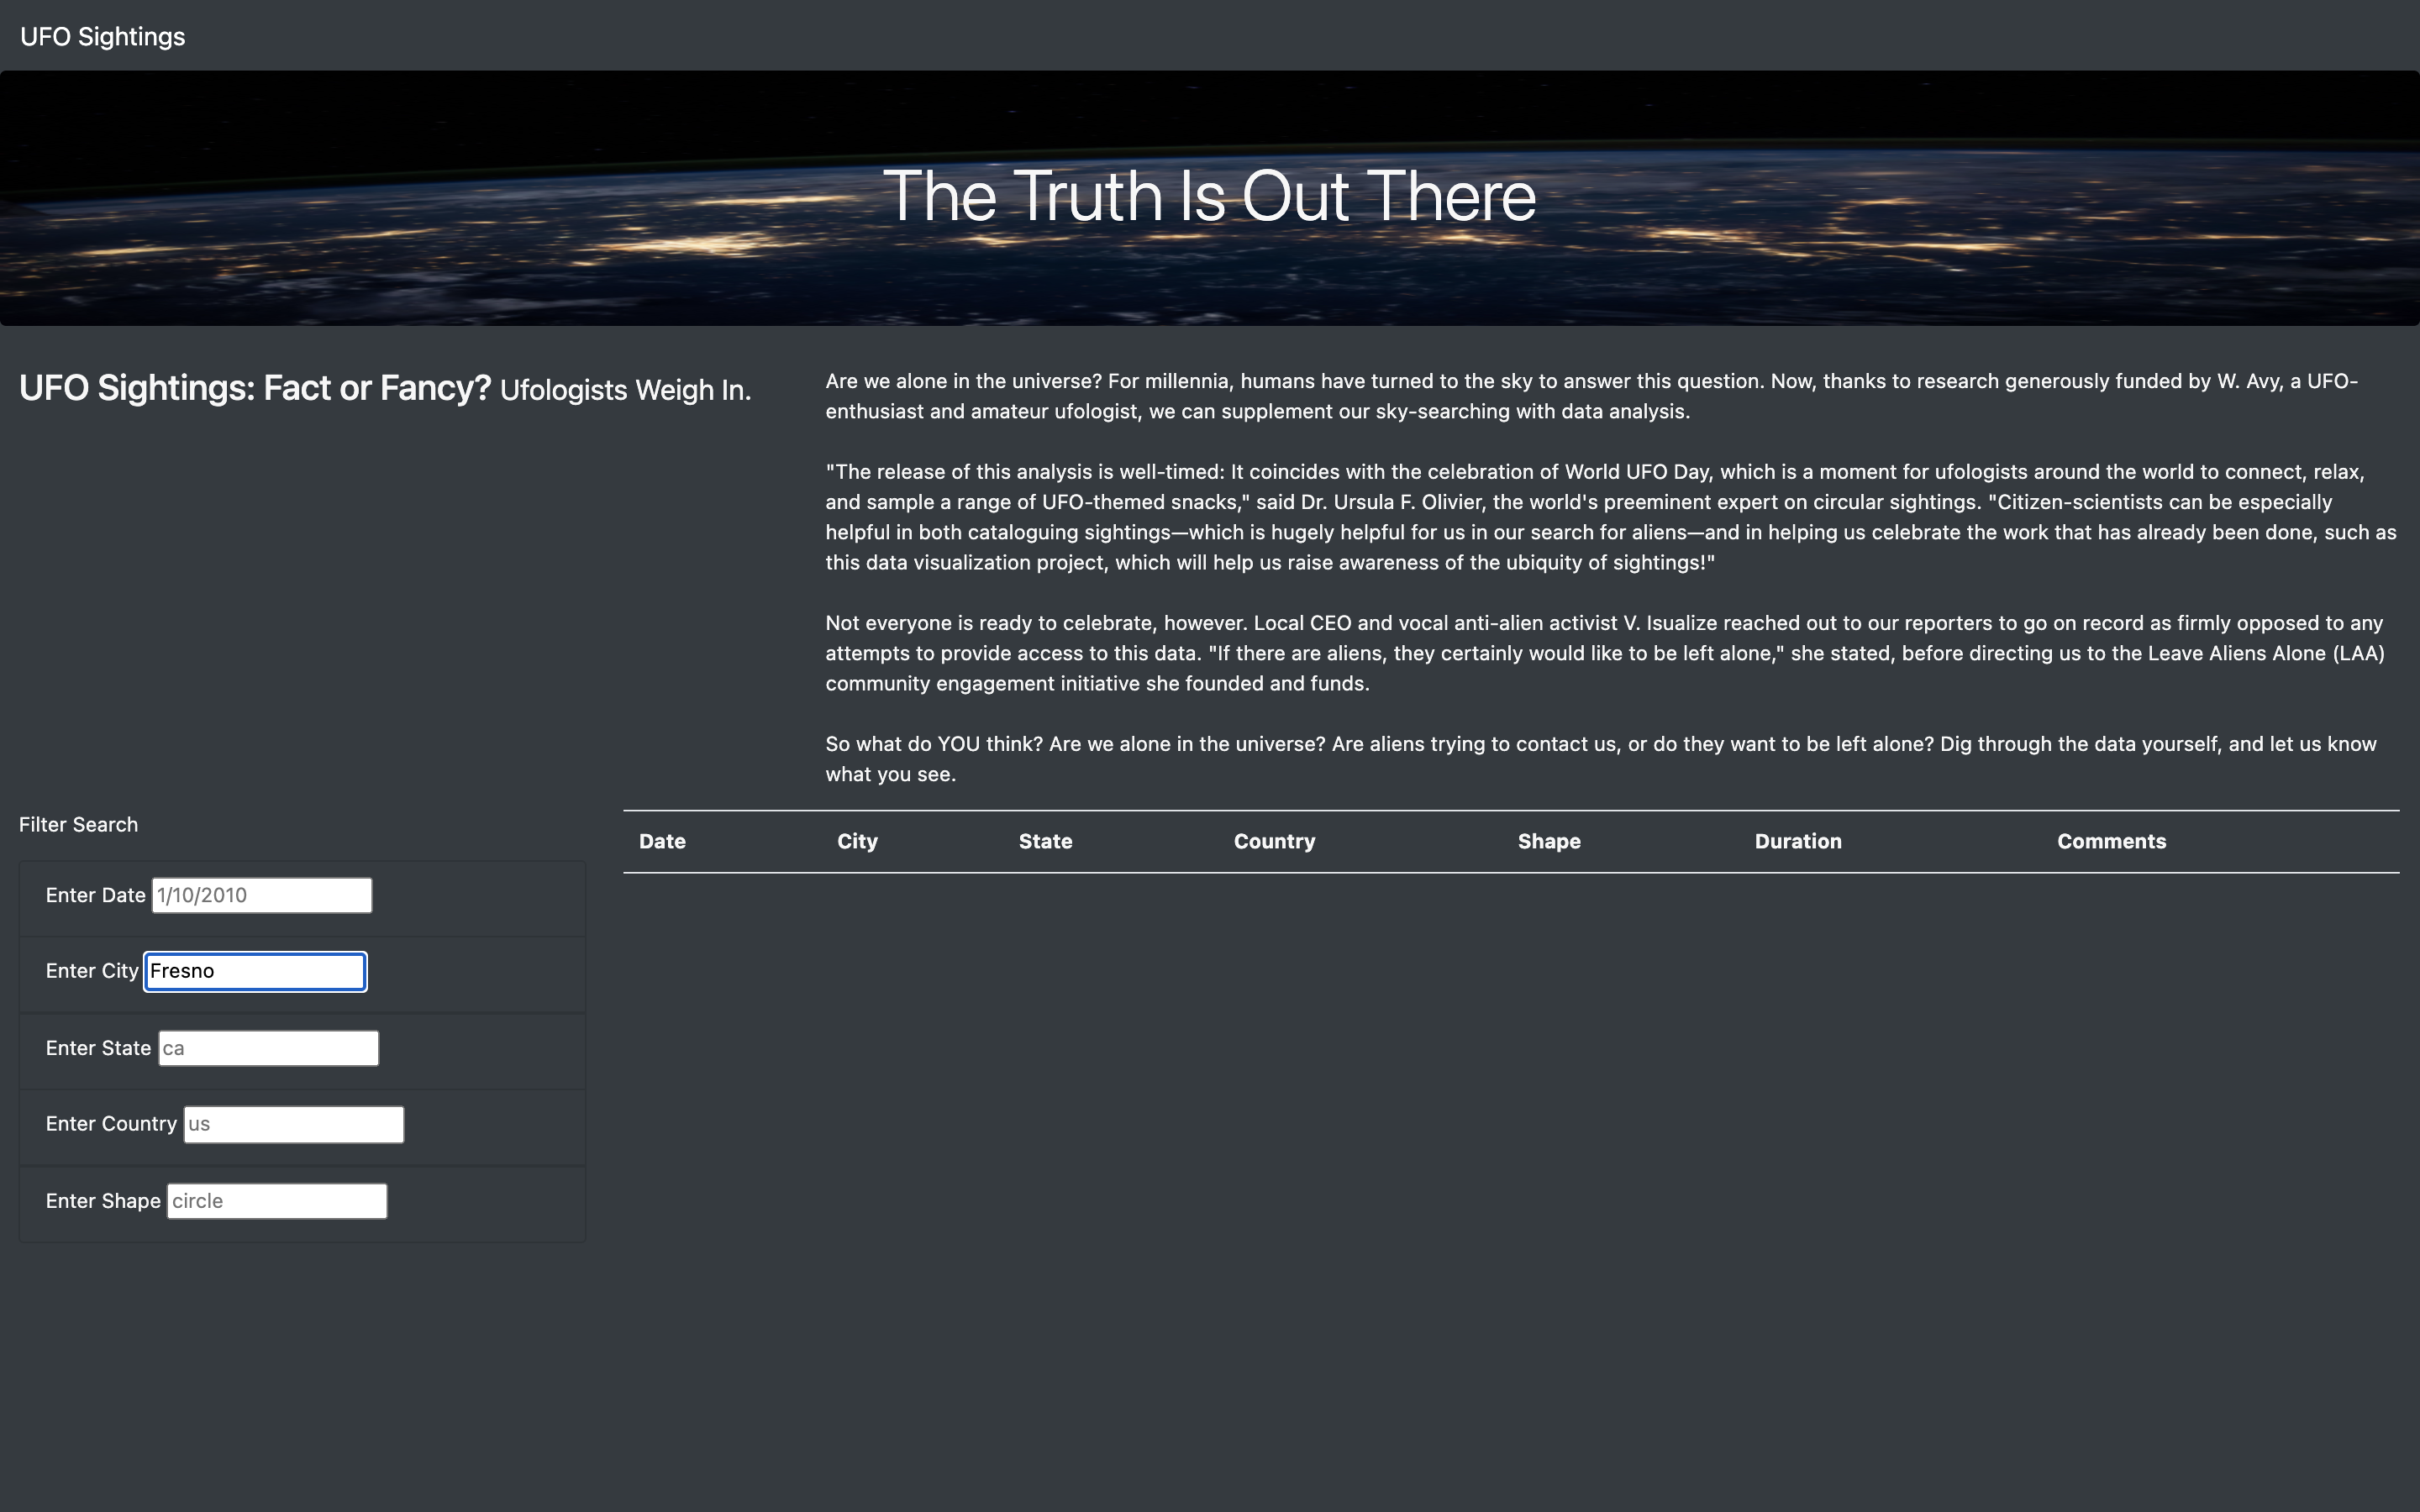 UFO Sightings
The Truth Is Out There
UFO Sightings: Fact or Fancy? Ufologists Weigh In.
Are we alone in the universe? For millennia, humans have turned to the sky to answer this question. Now, thanks to research generously funded by W. Avy, a UFO-
enthusiast and amateur ufologist, we can supplement our sky-searching with data analysis.
"The release of this analysis is well-timed: It coincides with the celebration of World UFO Day, which is a moment for ufologists around the world to connect, relax,
and sample a range of UFO-themed snacks," said Dr. Ursula F. Olivier, the world's preeminent expert on circular sightings. "Citizen-scientists can be especially
helpful in both cataloguing sightings—which is hugely helpful for us in our search for aliens—and in helping us celebrate the work that has already been done, such as
this data visualization project, which will help us raise awareness of the ubiquity of sightings!"
Not everyone is ready to celebrate, however. Local CEO and vocal anti-alien activist V. Isualize reached out to our reporters to go on record as firmly opposed to any
attempts to provide access to this data. "If there are aliens, they certainly would like to be left alone," she stated, before directing us to the Leave Aliens Alone (LAA)
community engagement initiative she founded and funds.
So what do YOU think? Are we alone in the universe? Are aliens trying to contact us, or do they want to be left alone? Dig through the data yourself, and let us know
what you see.
Filter Search
Enter Date 1/10/2010
Enter City Fresno
Enter State ca
Enter Country us
Enter Shape circle
Date City State Country Shape Duration Comments